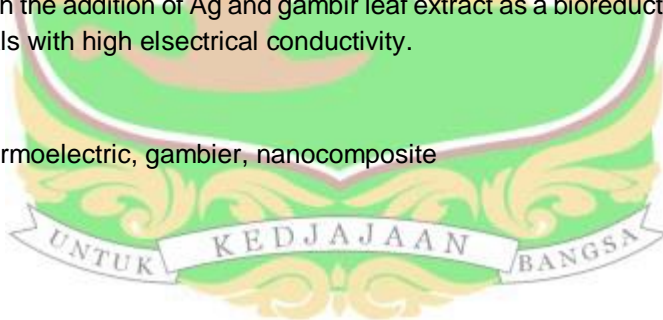 n the addition of Ag and gambir leaf extract as a bioreduct
ls with high elsectrical conductivity.
rmoelectric, gambier, nanocomposite
UNTUK KEDJAJAAN BANGSA